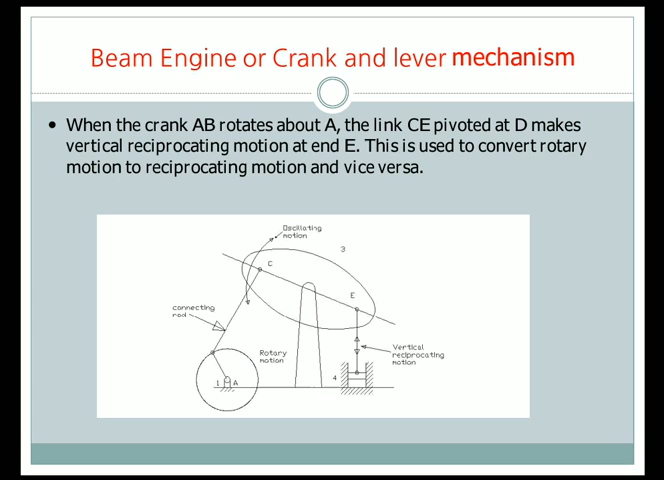 Beam Engine or Crank and lever mechanism
• When the crank AB rotates about A, the link CE pivoted at D makes
vertical reciprocating motion at end E. This is used to convert rotary
motion to reciprocating motion and vice versa.
Oscillating
motion
3
C
E
connecting
rod
Rotary
motion
Vertical
reciprocating
motion
1 A
4